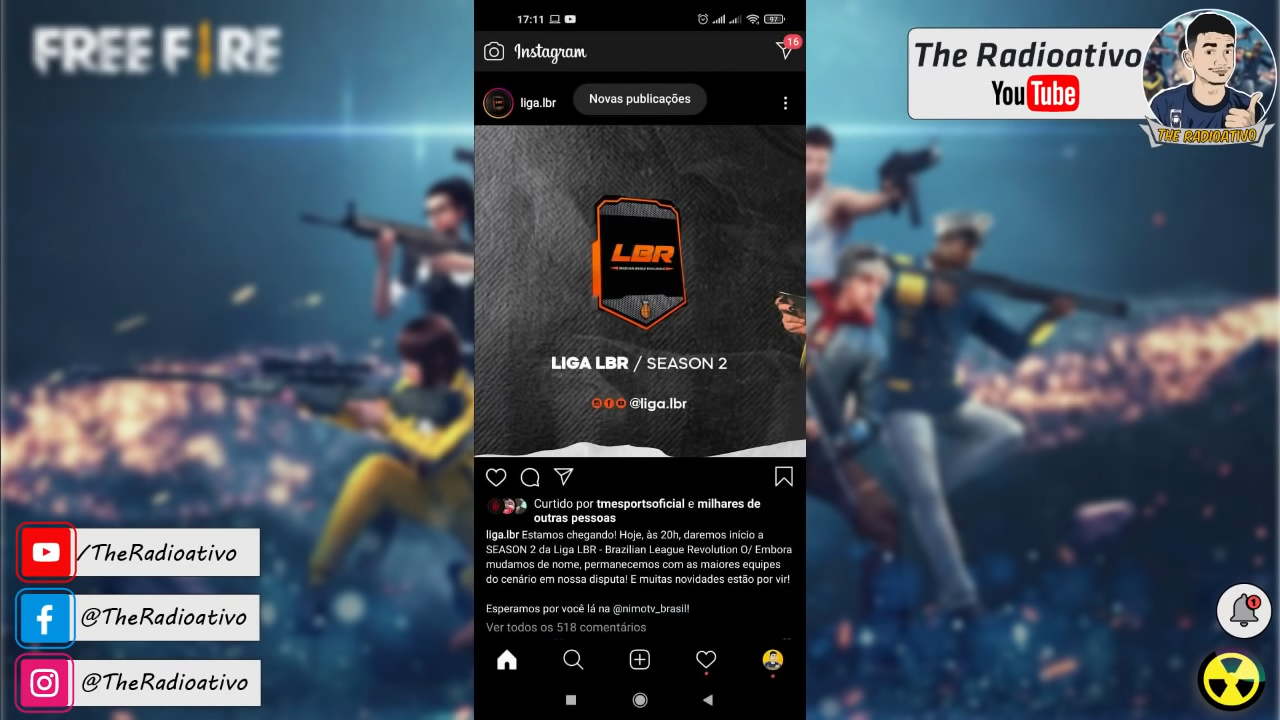 FREE FIRE
The Radioativo
YouTube
THE RADIOATIVO
17:11
97
Instagram
16
liga.lbr
Novas publicações
LBR
LIGA LBR / SEASON 2
@liga.lbr
Curtido por tmesportsoficial e milhares de
outras pessoas
liga.lbr Estamos chegando! Hoje, às 20h, daremos início a
SEASON 2 da Liga LBR - Brazilian League Revolution O/ Embora
mudamos de nome, permanecemos com as maiores equipes
do cenário em nossa disputa! E muitas novidades estão por vir!
Esperamos por você lá na @nimotv_brasil!
Ver todos os 518 comentários
/TheRadioativo
@TheRadioativo
@TheRadioativo
1